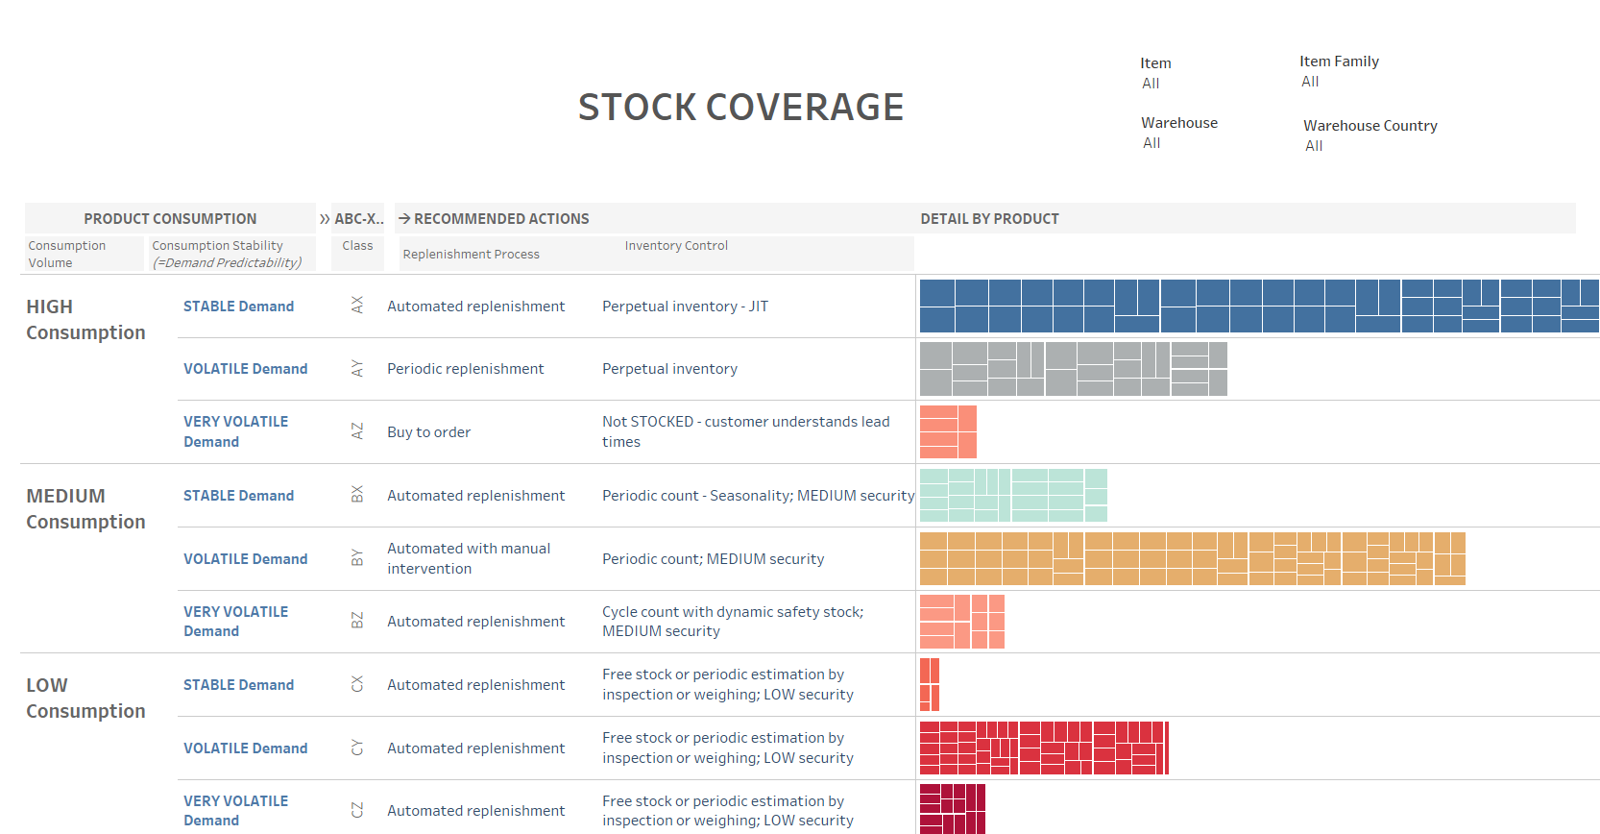 STOCK COVERAGE
Item
All
Item Family
All
Warehouse
All
Warehouse Country
All
PRODUCT CONSUMPTION
» ABC-X..
→ RECOMMENDED ACTIONS
DETAIL BY PRODUCT
Consumption
Volume
Consumption Stability
(=Demand Predictability)
Class
Replenishment Process
Inventory Control
HIGH
Consumption
STABLE Demand
AX
Automated replenishment
Perpetual inventory - JIT
VOLATILE Demand
AY
Periodic replenishment
Perpetual inventory
VERY VOLATILE
Demand
AZ
Buy to order
Not STOCKED - customer understands lead
times
MEDIUM
Consumption
STABLE Demand
BX
Automated replenishment
Periodic count - Seasonality; MEDIUM security
VOLATILE Demand
BY
Automated with manual
intervention
Periodic count; MEDIUM security
VERY VOLATILE
Demand
BZ
Automated replenishment
Cycle count with dynamic safety stock;
MEDIUM security
LOW
Consumption
STABLE Demand
CX
Automated replenishment
Free stock or periodic estimation by
inspection or weighing; LOW security
VOLATILE Demand
CY
Automated replenishment
Free stock or periodic estimation by
inspection or weighing; LOW security
VERY VOLATILE
Demand
CZ
Automated replenishment
Free stock or periodic estimation by
inspection or weighing; LOW security